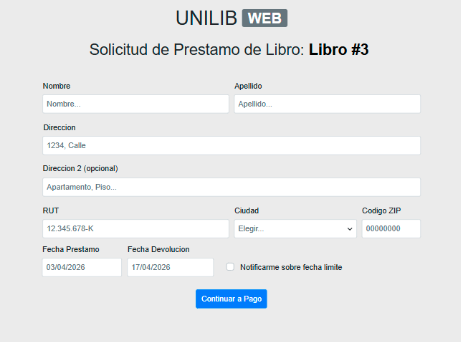 UNILIB WEB
Solicitud de Prestamo de Libro: Libro #3
Nombre Apellido
Nombre... Apellido...
Direccion
1234, Calle
Direccion 2 (opcional)
Apartamento, Piso...
RUT Ciudad Codigo ZIP
12.345.678-K Elegir... 00000000
Fecha Prestamo Fecha Devolucion
03/04/2026 17/04/2026 Notificarme sobre fecha limite
Continuar a Pago